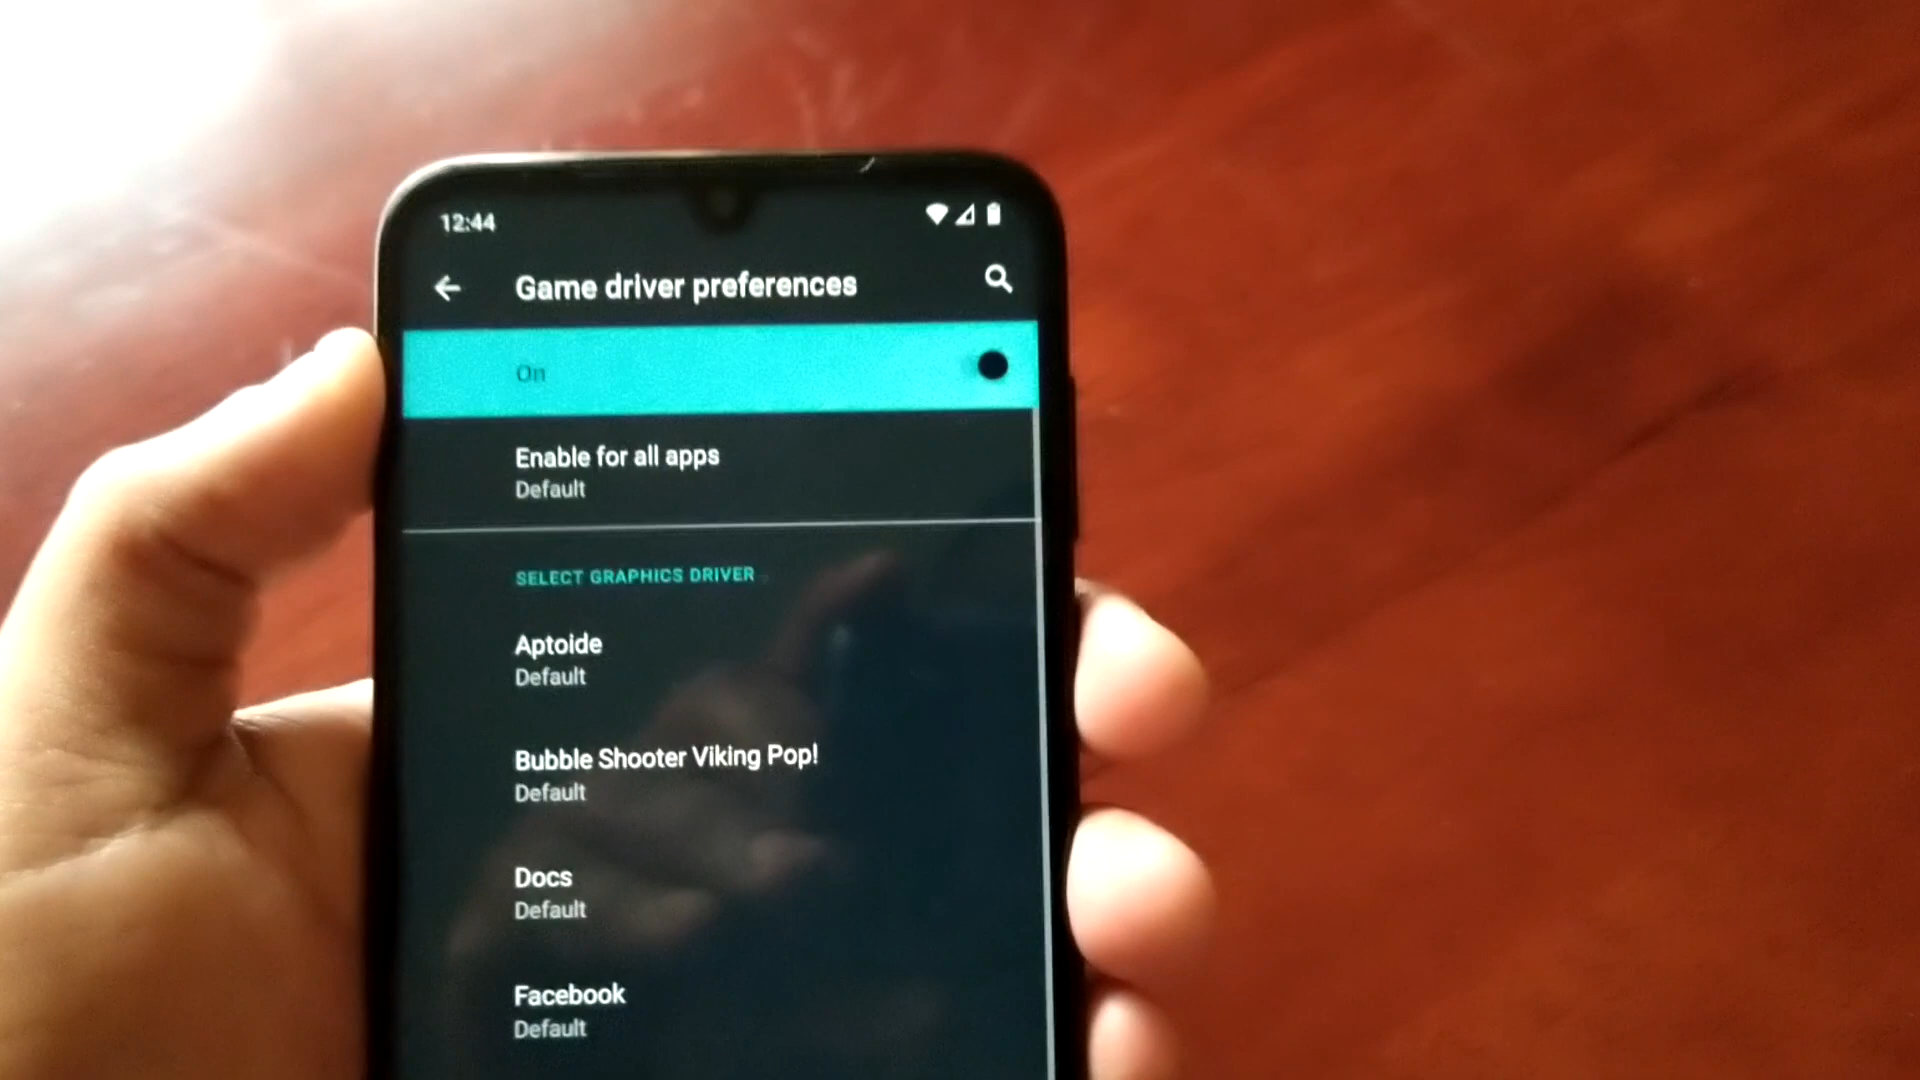 12:44
Game driver preferences
On
Enable for all apps
Default
SELECT GRAPHICS DRIVER
Aptoide
Default
Bubble Shooter Viking Pop!
Default
Docs
Default
Facebook
Default